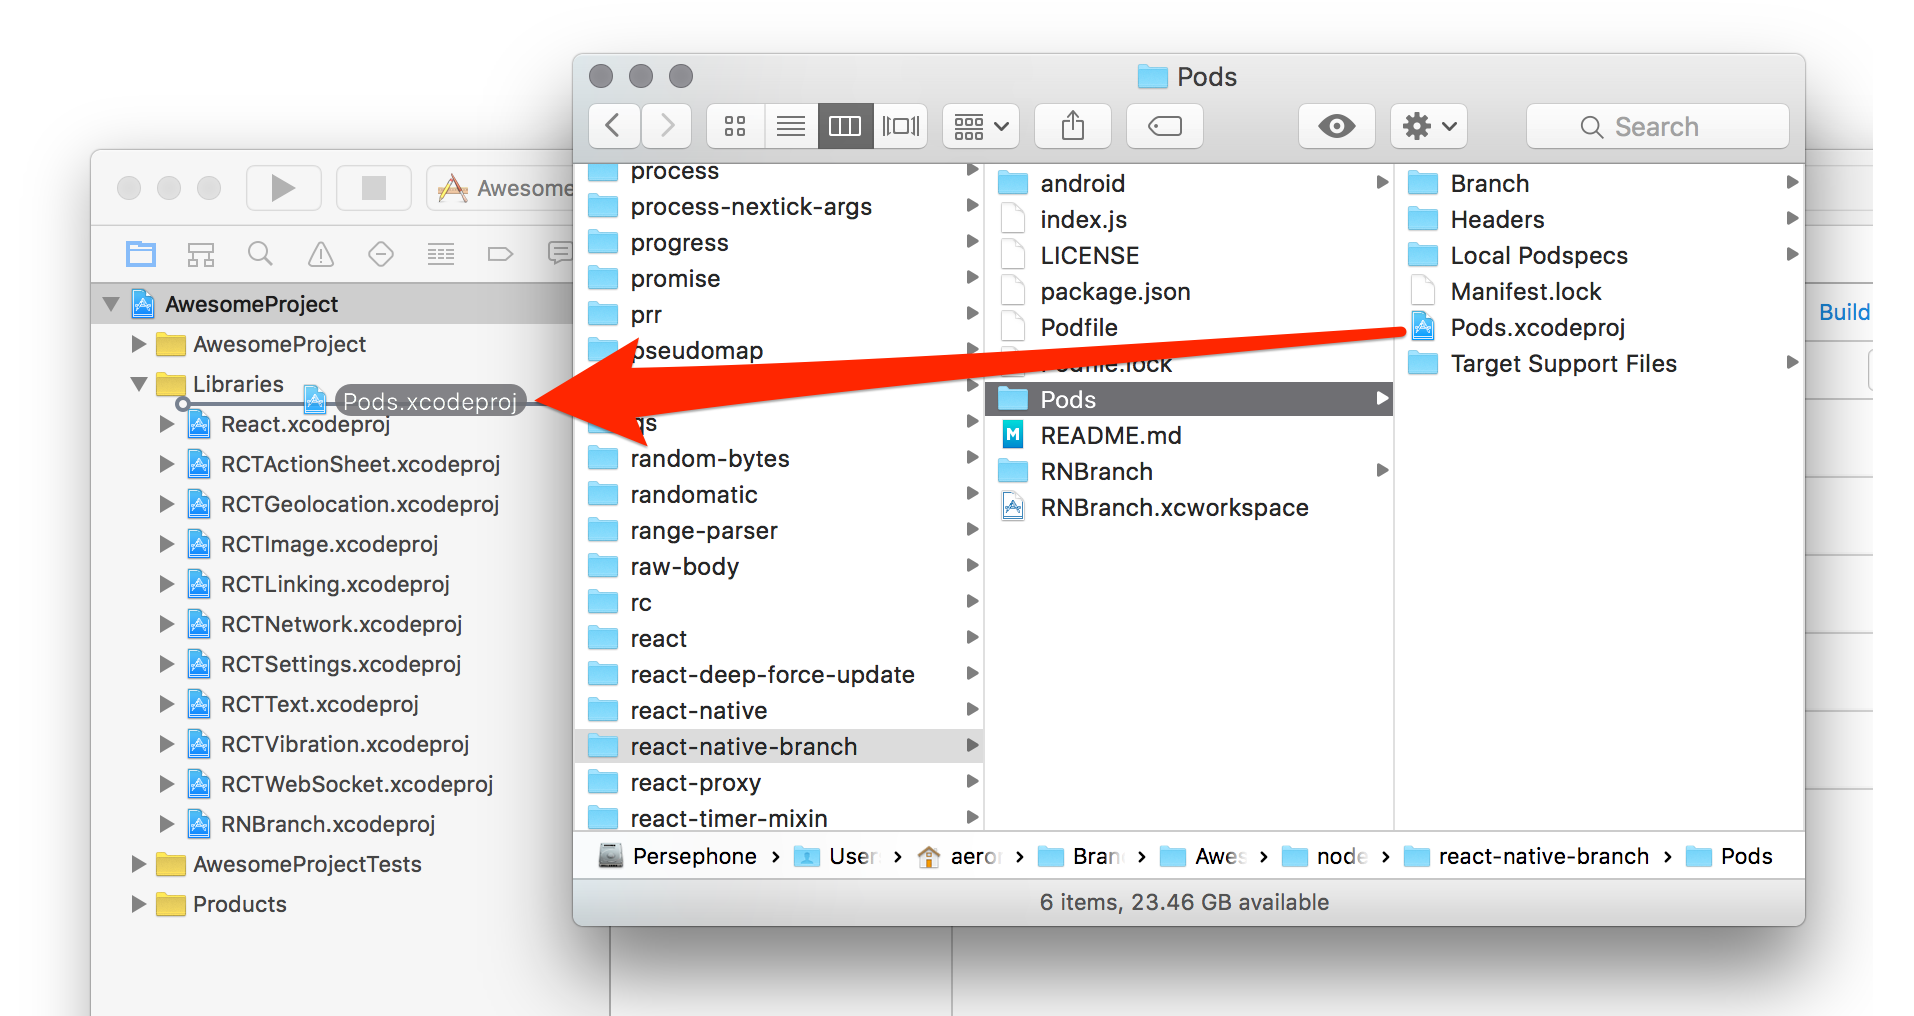 Pods
Search
Awesome
AwesomeProject
AwesomeProject
Libraries
Pods.xcodeproj
React.xcodeproj
RCTActionSheet.xcodeproj
RCTGeolocation.xcodeproj
RCTImage.xcodeproj
RCTLinking.xcodeproj
RCTNetwork.xcodeproj
RCTSettings.xcodeproj
RCTText.xcodeproj
RCTVibration.xcodeproj
RCTWebSocket.xcodeproj
RNBranch.xcodeproj
AwesomeProjectTests
Products
process
process-nextick-args
progress
promise
prr
pseudomap
qs
random-bytes
randomatic
range-parser
raw-body
rc
react
react-deep-force-update
react-native
react-native-branch
react-proxy
react-timer-mixin
android
index.js
LICENSE
package.json
Podfile
Podfile.lock
Pods
README.md
RNBranch
RNBranch.xcworkspace
Branch
Headers
Local Podspecs
Manifest.lock
Pods.xcodeproj
Target Support Files
Build
Persephone › User › aeror › Bran › Awes › node › react-native-branch › Pods
6 items, 23.46 GB available